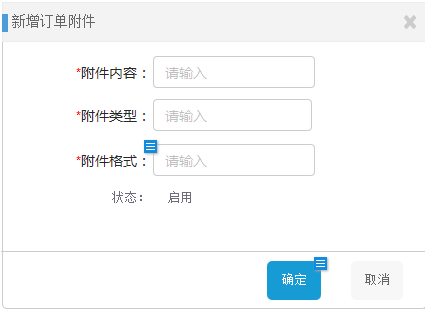 新增订单附件
*附件内容： 请输入
*附件类型： 请输入
*附件格式： 请输入
状态： 启用
确定 取消